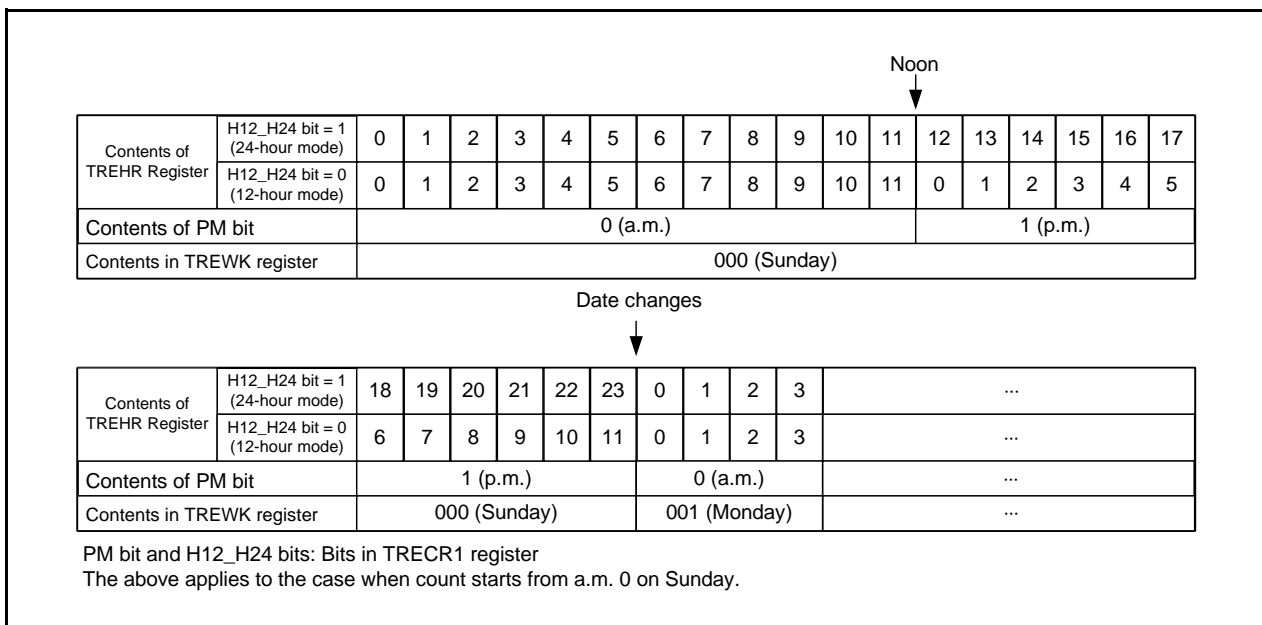 Noon
Contents of TREHR Register
H12_H24 bit = 1 (24-hour mode) 0 1 2 3 4 5 6 7 8 9 10 11 12 13 14 15 16 17
H12_H24 bit = 0 (12-hour mode) 0 1 2 3 4 5 6 7 8 9 10 11 0 1 2 3 4 5
Contents of PM bit 0 (a.m.) 1 (p.m.)
Contents in TREWK register 000 (Sunday)
Date changes
Contents of TREHR Register
H12_H24 bit = 1 (24-hour mode) 18 19 20 21 22 23 0 1 2 3 ...
H12_H24 bit = 0 (12-hour mode) 6 7 8 9 10 11 0 1 2 3 ...
Contents of PM bit 1 (p.m.) 0 (a.m.) ...
Contents in TREWK register 000 (Sunday) 001 (Monday) ...
PM bit and H12_H24 bits: Bits in TRECR1 register
The above applies to the case when count starts from a.m. 0 on Sunday.